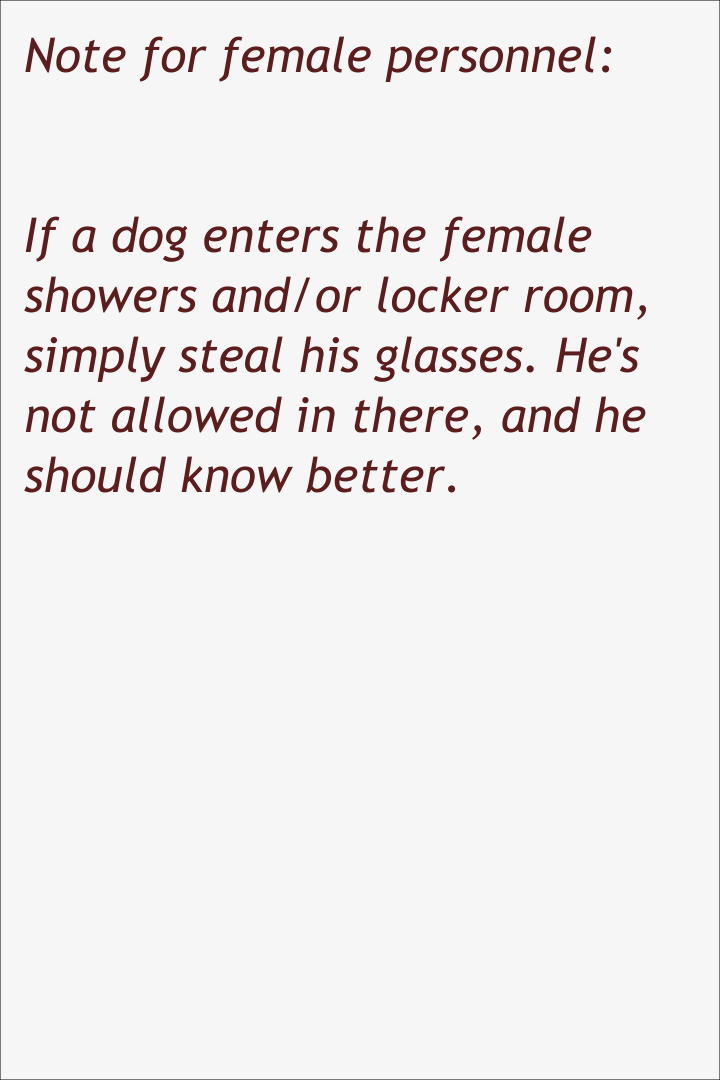 Note for female personnel:
If a dog enters the female
showers and/or locker room,
simply steal his glasses. He's
not allowed in there, and he
should know better.